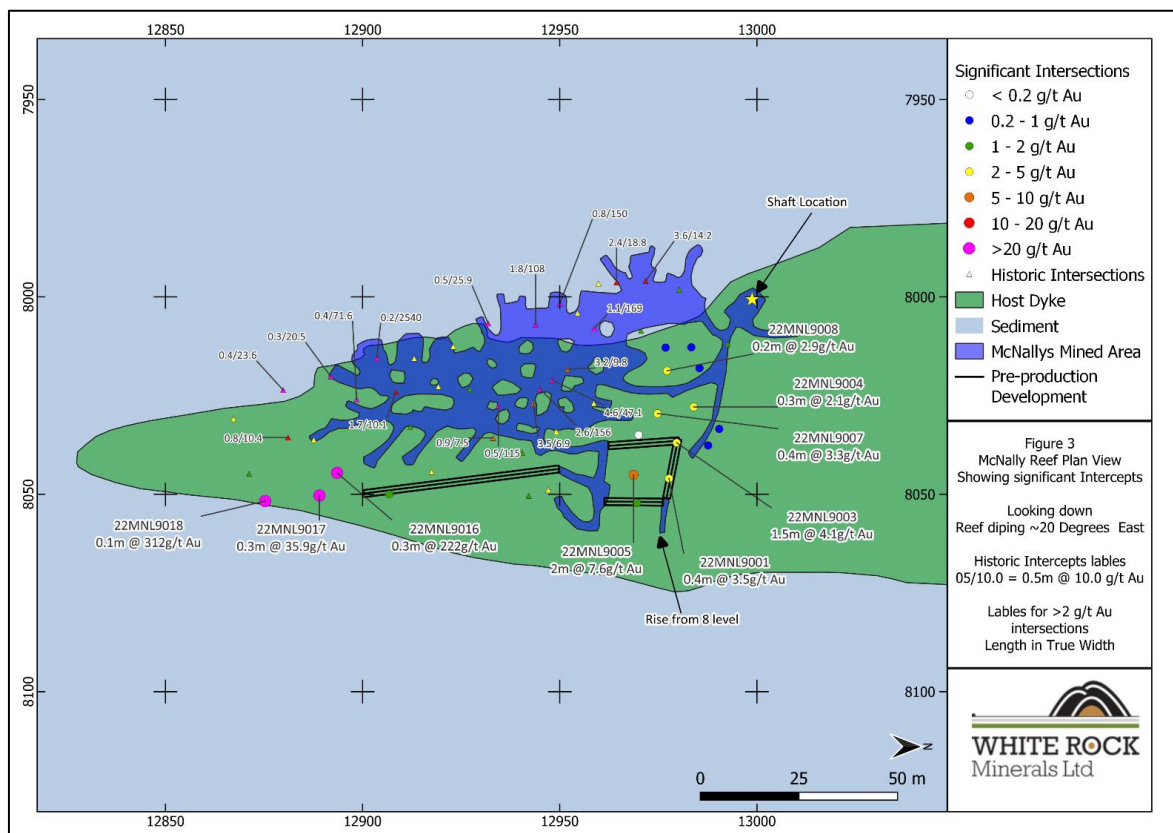 12850 12900 12950 13000
7950 7950
8000 8000
8050 8050
8100 8100
Shaft Location
0.8/150
2.4/18.8
3.6/14.2
1.8/108
0.5/25.9
0.2/2540
0.4/71.6
0.3/20.5
0.4/23.6
1.1/169
22MNL9008
0.2m @ 2.9g/t Au
3.2/9.8
22MNL9004
0.3m @ 2.1g/t Au
4.6/47.1
1.7/10.1
2.6/156
0.8/10.4
0.9/7.5
3.5/6.9
0.5/115
22MNL9007
0.4m @ 3.3g/t Au
22MNL9018
0.1m @ 312g/t Au
22MNL9017
0.3m @ 35.9g/t Au
22MNL9016
0.3m @ 222g/t Au
22MNL9005
2m @ 7.6g/t Au
22MNL9003
1.5m @ 4.1g/t Au
22MNL9001
0.4m @ 3.5g/t Au
Rise from 8 level
N
0 25 50 m
12850 12900 12950 13000
Significant Intersections
< 0.2 g/t Au
0.2 - 1 g/t Au
1 - 2 g/t Au
2 - 5 g/t Au
5 - 10 g/t Au
10 - 20 g/t Au
>20 g/t Au
Historic Intersections
Host Dyke
Sediment
McNallys Mined Area
Pre-production
Development
Figure 3
McNally Reef Plan View
Showing significant Intercepts
Looking down
Reef diping ~20 Degrees East
Historic Intercepts lables
05/10.0 = 0.5m @ 10.0 g/t Au
Lables for >2 g/t Au
intersections
Length in True Width
WHITE ROCK
Minerals Ltd